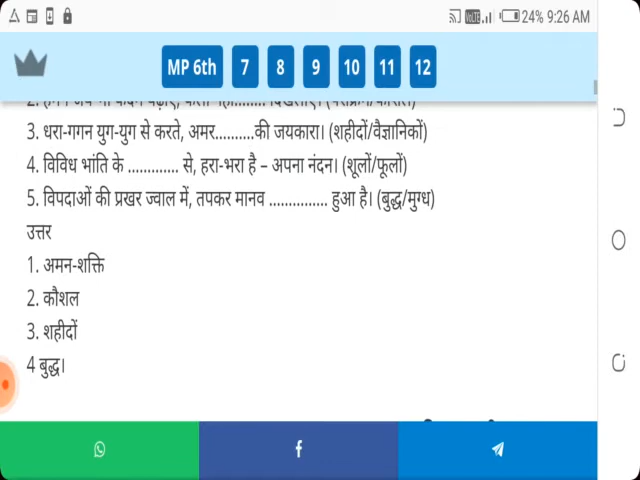 24% 9:26 AM
MP 6th 7 8 9 10 11 12
3. धरा-गगन युग-युग से करते, अमर..........की जयकारा। (शहीदों/वैज्ञानिकों)
4. विविध भांति के ............. से, हरा-भरा है – अपना नंदन। (शूलों/फूलों)
5. विपदाओं की प्रखर ज्वाल में, तपकर मानव ............... हुआ है। (बुद्ध/मुग्ध)
उत्तर
1. अमन-शक्ति
2. कौशल
3. शहीदों
4 बुद्ध।